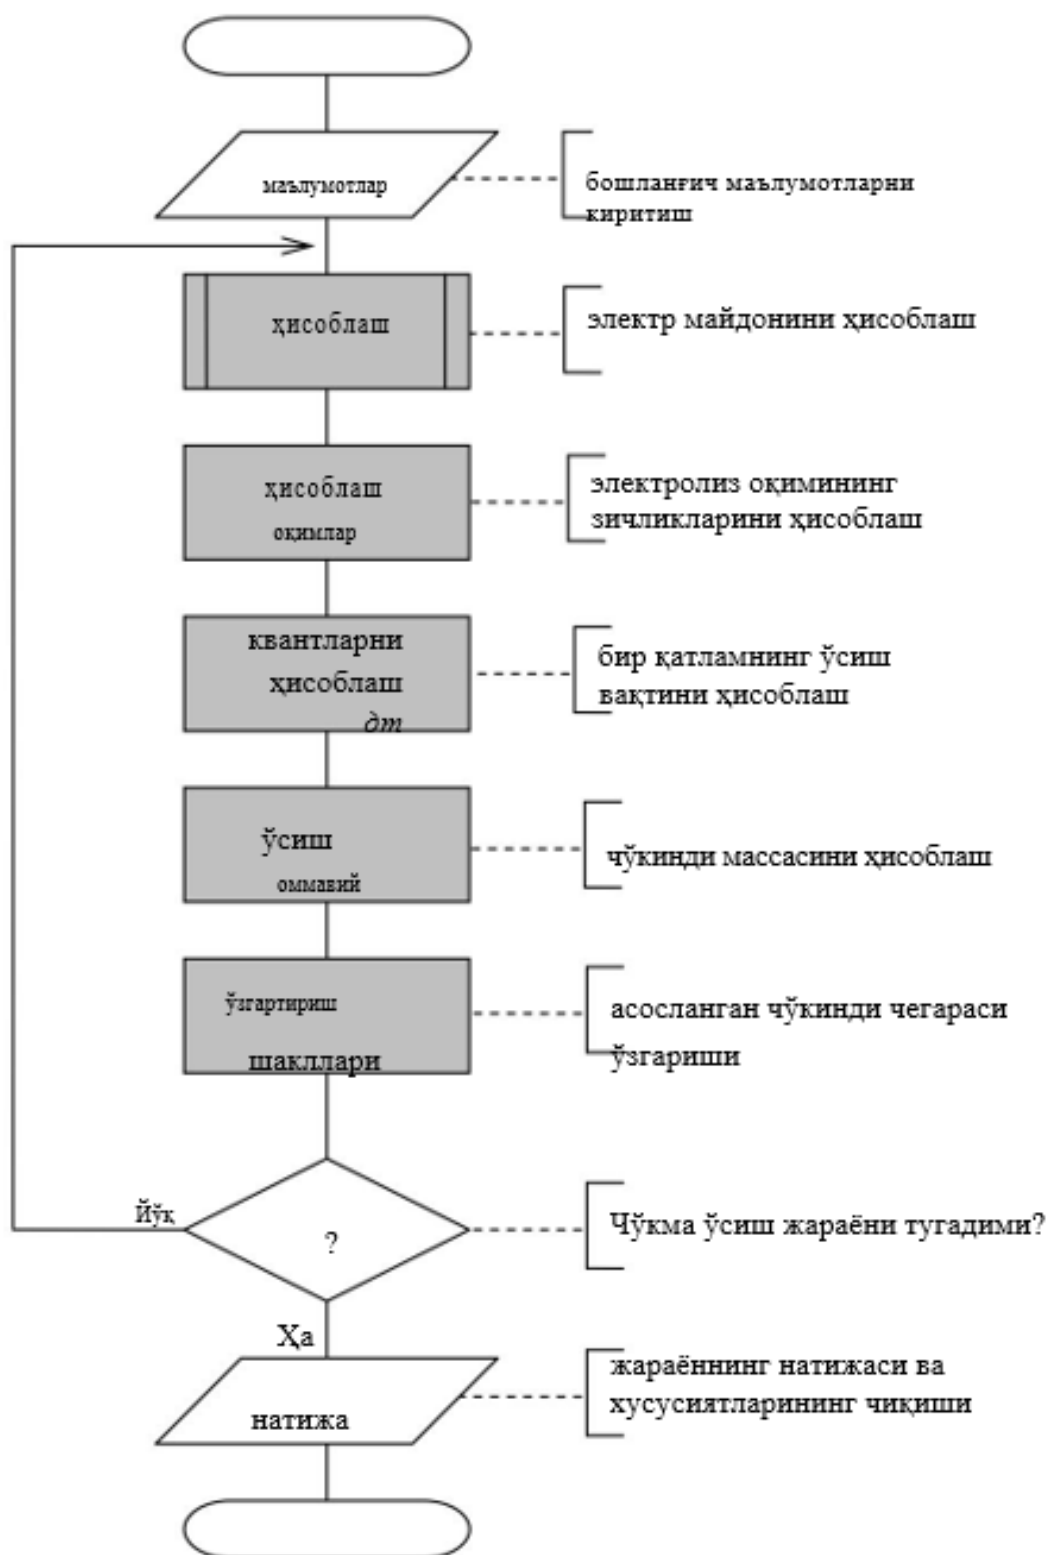 маълумотлар
бошланғич маълумотларни
киритиш
ҳисоблаш
электр майдонини ҳисоблаш
ҳисоблаш
оқимлар
электролиз оқимининг
зичликларини ҳисоблаш
квантларни
ҳисоблаш
дт
бир қатламнинг ўсиш
вақтини ҳисоблаш
ўсиш
оммавий
чўкинди массасини ҳисоблаш
ўзгартириш
шакллари
асосланган чўкинди чегараси
ўзгариши
Йўқ
?
Чўкма ўсиш жараёни тугадими?
Ҳа
натижа
жараённинг натижаси ва
хусусиятларининг чиқиши